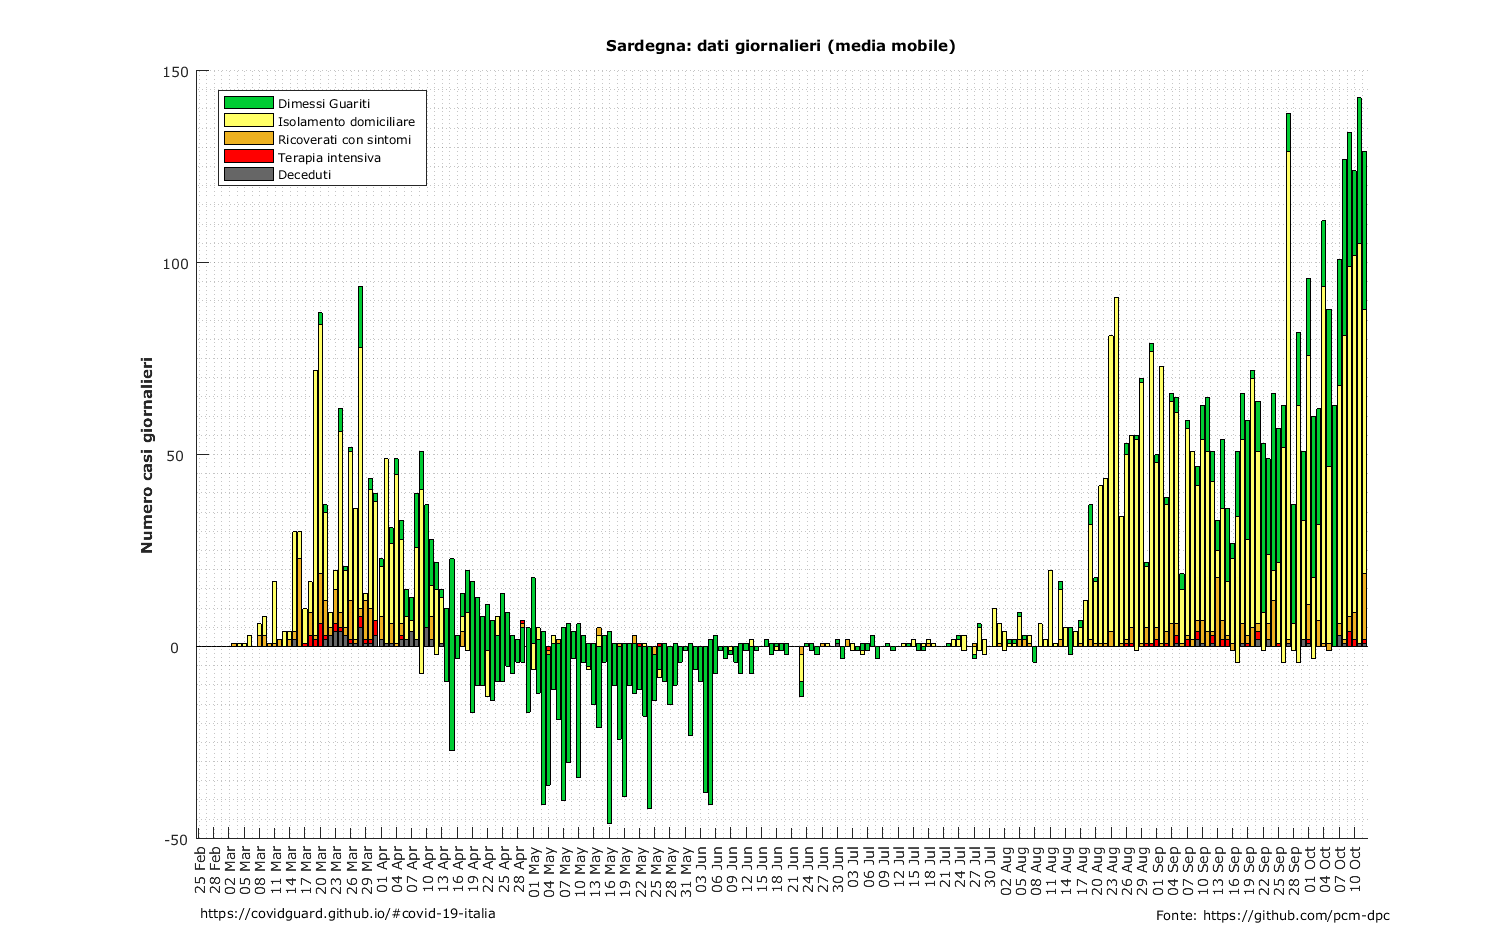 Sardegna: dati giornalieri (media mobile)
150
100
50
0
-50
Numero casi giornalieri
Dimessi Guariti
Isolamento domiciliare
Ricoverati con sintomi
Terapia intensiva
Deceduti
25 Feb
28 Feb
02 Mar
05 Mar
08 Mar
11 Mar
14 Mar
17 Mar
20 Mar
23 Mar
26 Mar
29 Mar
01 Apr
04 Apr
07 Apr
10 Apr
13 Apr
16 Apr
19 Apr
22 Apr
25 Apr
28 Apr
01 May
04 May
07 May
10 May
13 May
16 May
19 May
22 May
25 May
28 May
31 May
03 Jun
06 Jun
09 Jun
12 Jun
15 Jun
18 Jun
21 Jun
24 Jun
27 Jun
30 Jun
03 Jul
06 Jul
09 Jul
12 Jul
15 Jul
18 Jul
21 Jul
24 Jul
27 Jul
30 Jul
02 Aug
05 Aug
08 Aug
11 Aug
14 Aug
17 Aug
20 Aug
23 Aug
26 Aug
29 Aug
01 Sep
04 Sep
07 Sep
10 Sep
13 Sep
16 Sep
19 Sep
22 Sep
25 Sep
28 Sep
01 Oct
04 Oct
07 Oct
10 Oct
https://covidguard.github.io/#covid-19-italia
Fonte: https://github.com/pcm-dpc